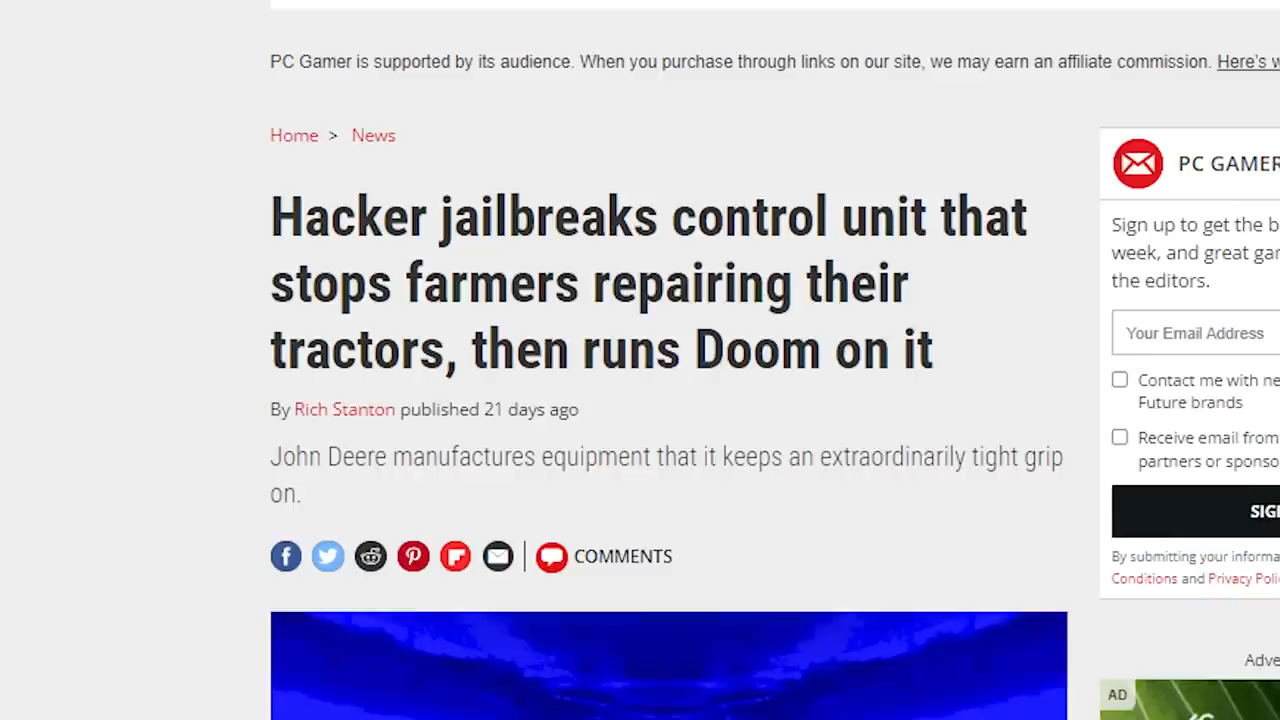 PC Gamer is supported by its audience. When you purchase through links on our site, we may earn an affiliate commission. Here's
Home > News
Hacker jailbreaks control unit that
stops farmers repairing their
tractors, then runs Doom on it
By Rich Stanton published 21 days ago
John Deere manufactures equipment that it keeps an extraordinarily tight grip
on.
COMMENTS
PC GAMER
Sign up to get the b
week, and great gar
the editors.
Your Email Address
Contact me with ne
Future brands
Receive email from
partners or sponso
SIG
By submitting your informa
Conditions and Privacy Poli
Adve
AD